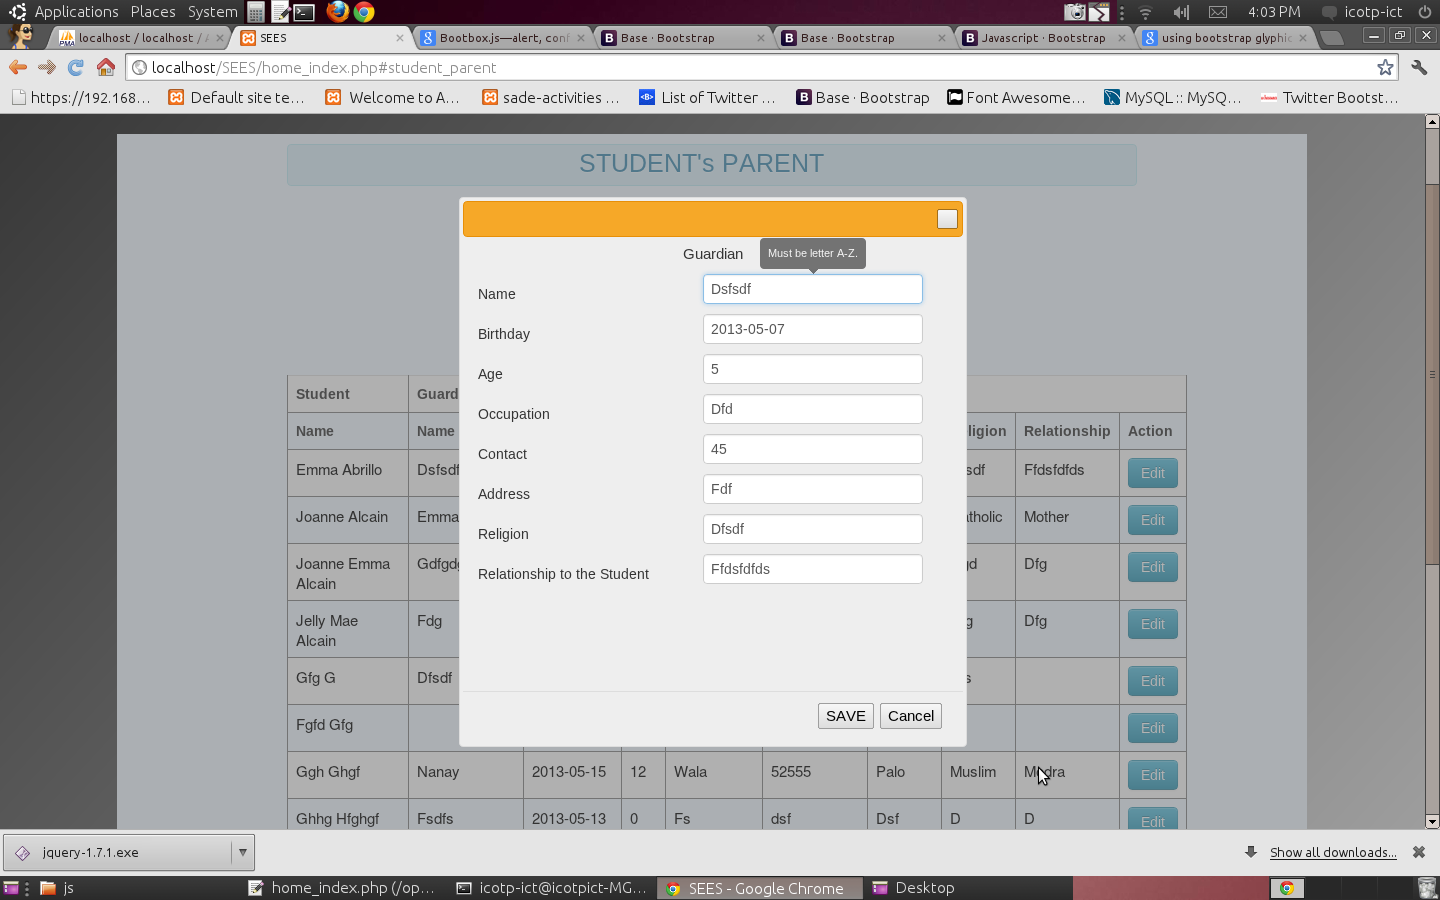 Applications Places System 4:03 PM icotp-ict
localhost / localhost / SEES Bootbox.js—alert, conf Base · Bootstrap Base · Bootstrap Javascript · Bootstrap using bootstrap glyphic
localhost/SEES/home_index.php#student_parent
https://192.168... Default site te... Welcome to A... sade-activities ... List of Twitter ... Base · Bootstrap Font Awesome... MySQL :: MySQ... Twitter Bootst...
STUDENT's PARENT
Guardian Must be letter A-Z.
Name Dsfsdf
Birthday 2013-05-07
Age 5
Occupation Dfd
Contact 45
Address Fdf
Religion Dfsdf
Relationship to the Student Ffdsfdfds
SAVE Cancel
Student Guard
Name Name ligion Relationship Action
Emma Abrillo Dsfsdf sdf Ffdsfdfds Edit
Joanne Alcain Emma tholic Mother Edit
Joanne Emma Gdfgd gd Dfg Edit
Alcain
Jelly Mae Fdg g Dfg Edit
Alcain
Gfg G Dfsdf s Edit
Fgfd Gfg Edit
Ggh Ghgf Nanay 2013-05-15 12 Wala 52555 Palo Muslim Madra Edit
Ghhg Hfghgf Fsdfs 2013-05-13 0 Fs dsf Dsf D D Edit
jquery-1.7.1.exe Show all downloads...
js home_index.php (/op... icotp-ict@icotpict-MG... SEES - Google Chrome Desktop